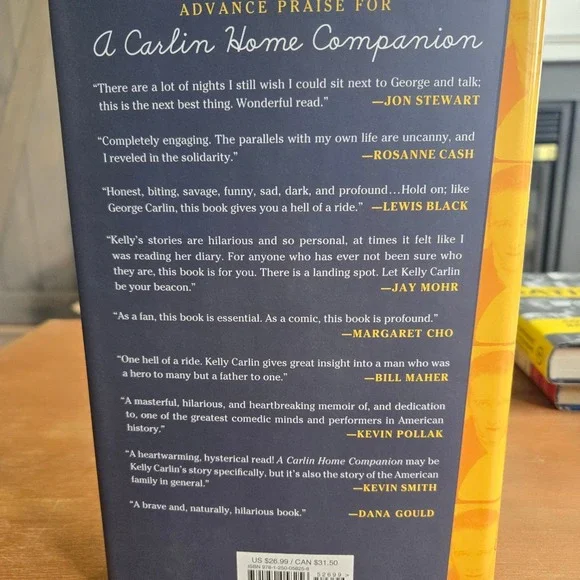 ADVANCE PRAISE FOR
A Carlin Home Companion
“There are a lot of nights I still wish I could sit next to George and talk;
this is the next best thing. Wonderful read.” —JON STEWART
“Completely engaging. The parallels with my own life are uncanny, and
I reveled in the solidarity.” —ROSANNE CASH
“Honest, biting, savage, funny, sad, dark, and profound…Hold on; like
George Carlin, this book gives you a hell of a ride.” —LEWIS BLACK
“Kelly’s stories are hilarious and so personal, at times it felt like I
was reading her diary. For anyone who has ever not been sure who
they are, this book is for you. There is a landing spot. Let Kelly Carlin
be your beacon.” —JAY MOHR
“As a fan, this book is essential. As a comic, this book is profound.”
—MARGARET CHO
“One hell of a ride. Kelly Carlin gives great insight into a man who was
a hero to many but a father to one.” —BILL MAHER
“A masterful, hilarious, and heartbreaking memoir of, and dedication
to, one of the greatest comedic minds and performers in American
history.” —KEVIN POLLAK
“A heartwarming, hysterical read! A Carlin Home Companion may be
Kelly Carlin’s story specifically, but it’s also the story of the American
family in general.” —KEVIN SMITH
“A brave and, naturally, hilarious book.” —DANA GOULD
US $26.99 / CAN $31.50
ISBN 978-1-250-05825-6